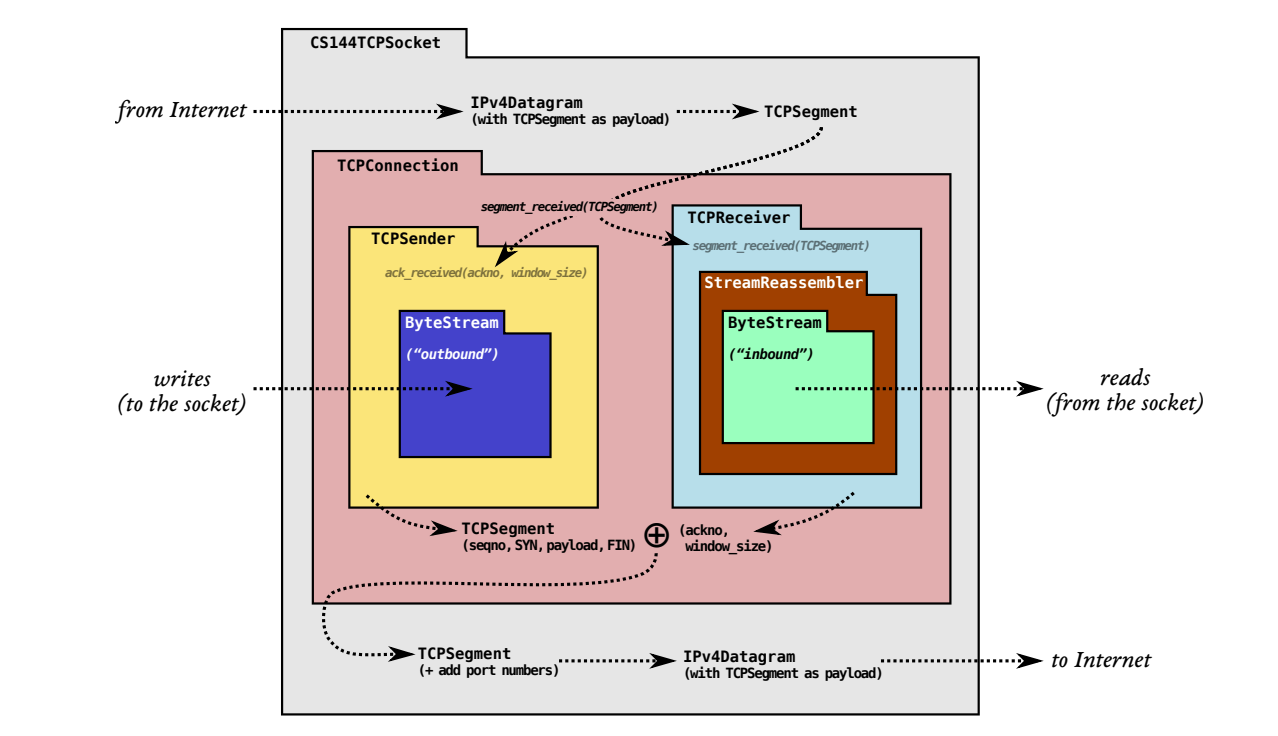 CS144TCPSocket
from Internet
IPv4Datagram
(with TCPSegment as payload)
TCPSegment
TCPConnection
segment_received(TCPSegment)
TCPSender
ack_received(ackno, window_size)
ByteStream
(“outbound”)
TCPReceiver
segment_received(TCPSegment)
StreamReassembler
ByteStream
(“inbound”)
writes
(to the socket)
reads
(from the socket)
TCPSegment
(seqno, SYN, payload, FIN)
(ackno,
window_size)
TCPSegment
(+ add port numbers)
IPv4Datagram
(with TCPSegment as payload)
to Internet